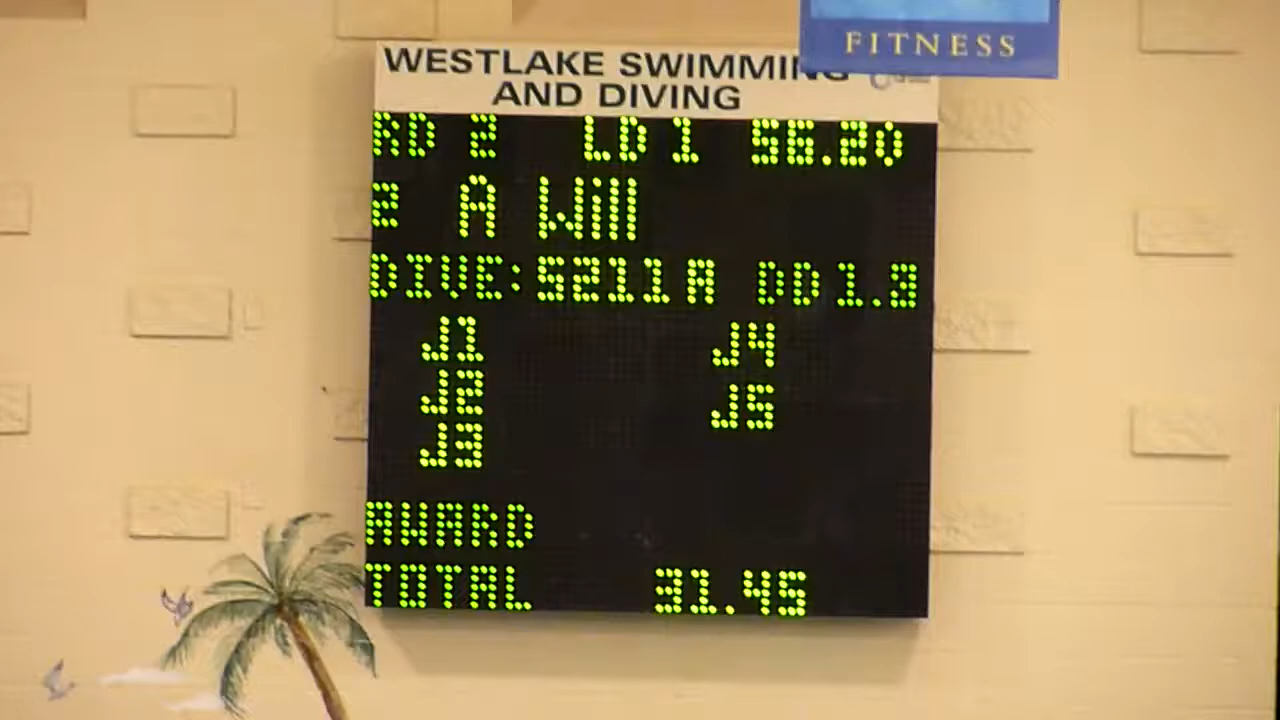 FITNESS
WESTLAKE SWIMMING
AND DIVING
RD 2 LD 1 56.20
2 A Will
DIVE: 5211A DD 1.8
J1 J4
J2 J5
J3
AWARD
TOTAL 31.45